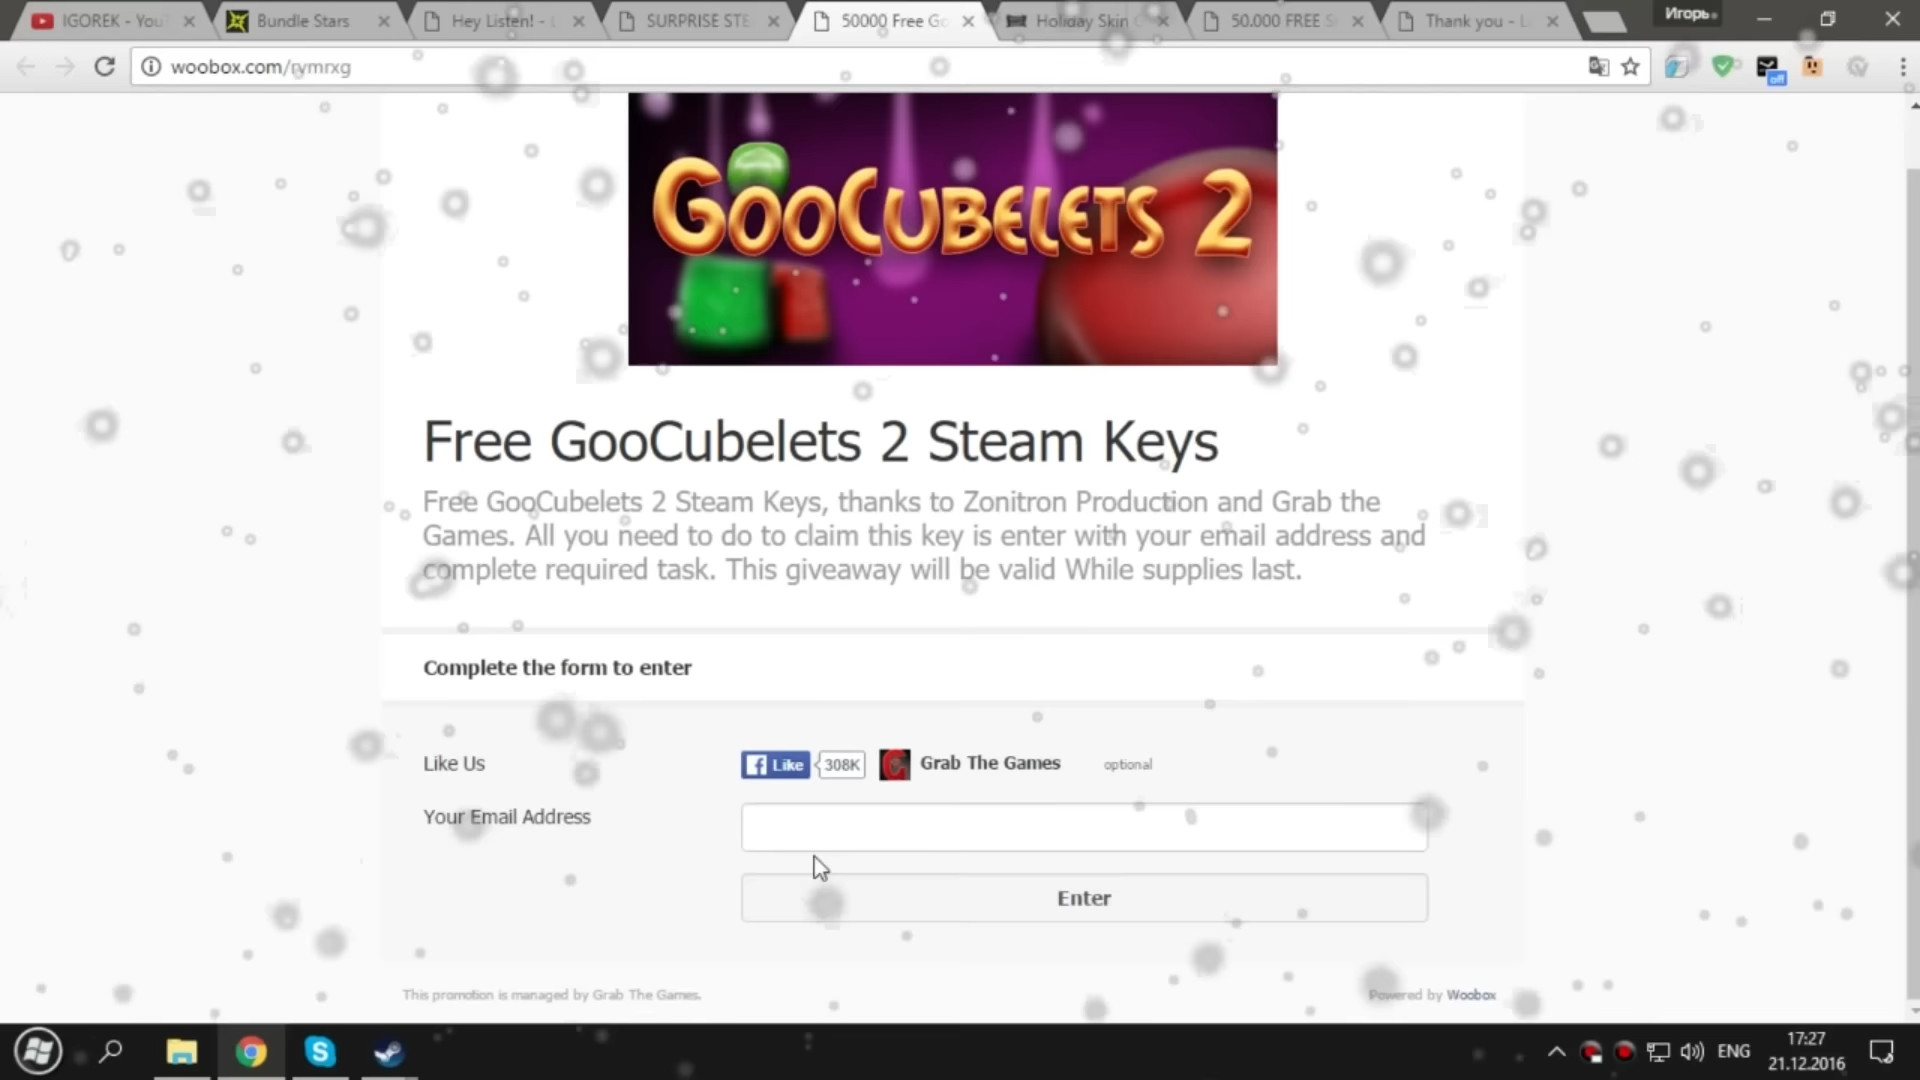 IGOREK - You
Bundle Stars
Hey Listen! -
SURPRISE STE
50000 Free Go
Holiday Skin
50.000 FREE S
Thank you - L
Игорь
woobox.com/rvmrxg
off
GOOCUBELETS 2
Free GooCubelets 2 Steam Keys
Free GooCubelets 2 Steam Keys, thanks to Zonitron Production and Grab the
Games. All you need to do to claim this key is enter with your email address and
complete required task. This giveaway will be valid While supplies last.
Complete the form to enter
Like Us
Like
308K
Grab The Games
optional
Your Email Address
Enter
This promotion is managed by Grab The Games.
Powered by Woobox
ENG
17:27
21.12.2016